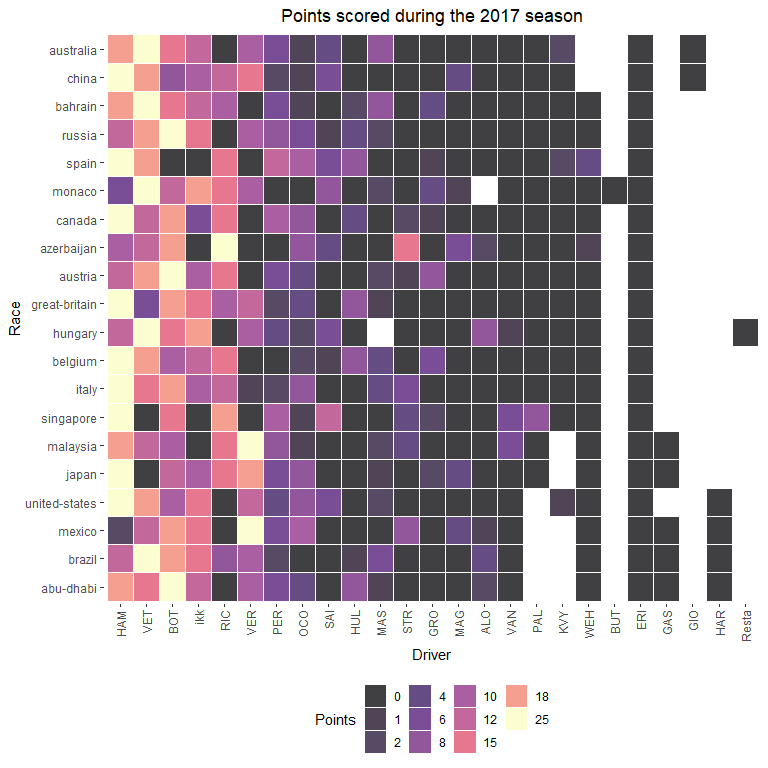 Points scored during the 2017 season
Race
australia
china
bahrain
russia
spain
monaco
canada
azerbaijan
austria
great-britain
hungary
belgium
italy
singapore
malaysia
japan
united-states
mexico
brazil
abu-dhabi
HAM VET BOT Ikk RIC VER PER OCO SAI HUL MAS STR GRO MAG ALO VAN PAL KVY WEH BUT ERI GAS GIO HAR Resta
Driver
Points
0 4 10 18
1 6 12 25
2 8 15